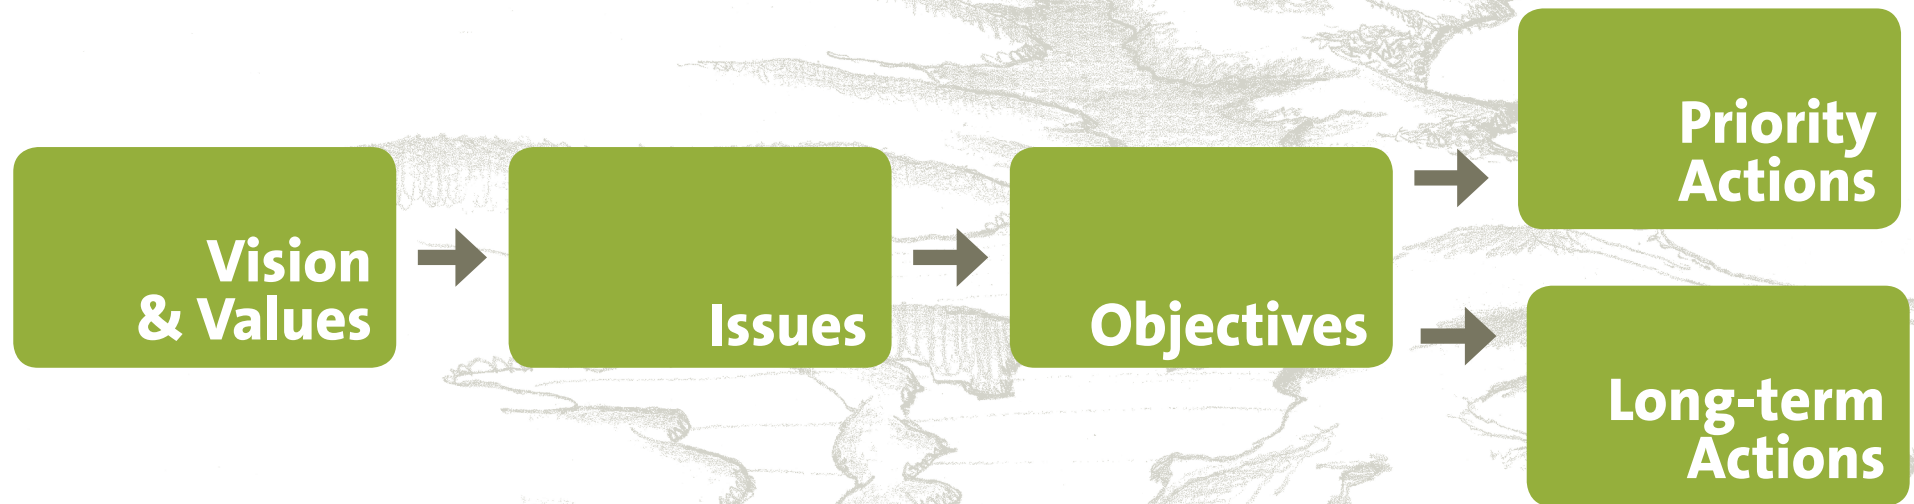 Vision
& Values
Issues
Objectives
Priority
Actions
Long-term
Actions